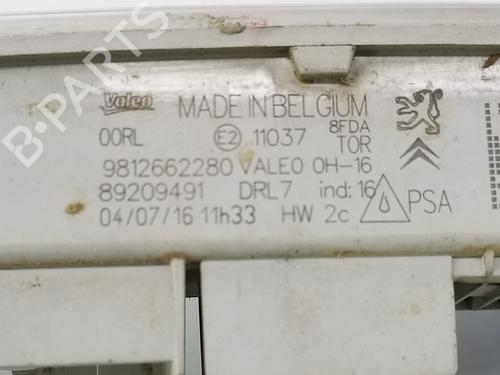 Valeo MADE IN BELGIUM
00RL E2 11037 8FDA TOR
9812662280 VALEO 0H-16
89209491 DRL7 ind: 16
04/07/16 11h33 HW 2c PSA
B-PARTS